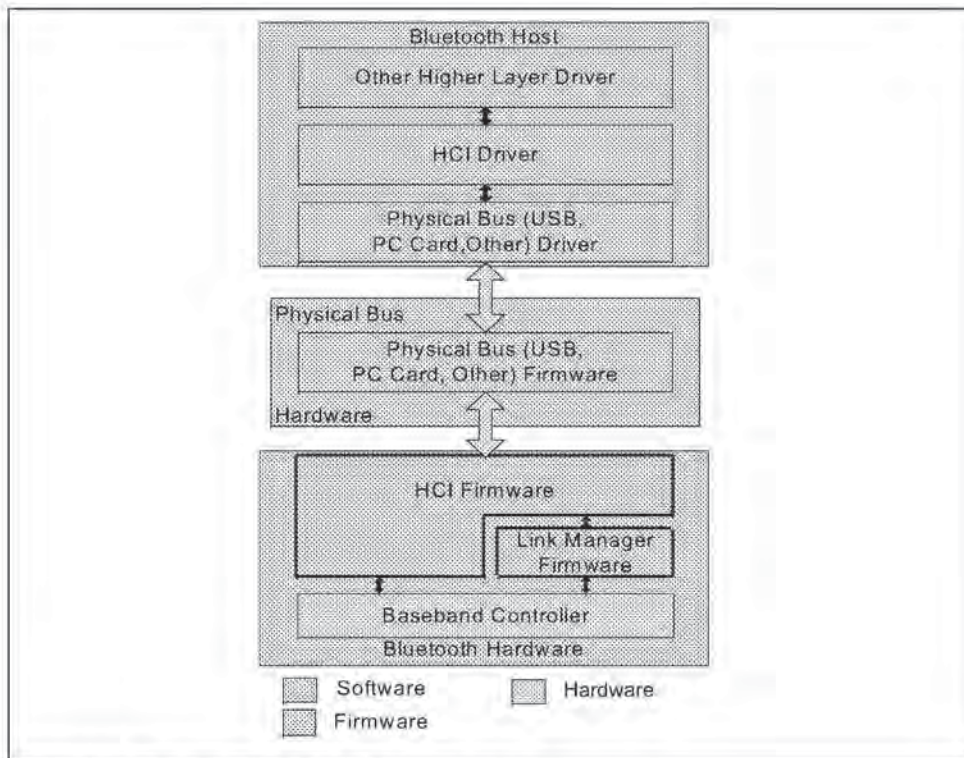 Bluetooth Host
Other Higher Layer Driver
HCI Driver
Physical Bus (USB,
PC Card,Other) Driver
Physical Bus
Physical Bus (USB,
PC Card, Other) Firmware
Hardware
HCI Firmware
Link Manager
Firmware
Baseband Controller
Bluetooth Hardware
Software
Hardware
Firmware